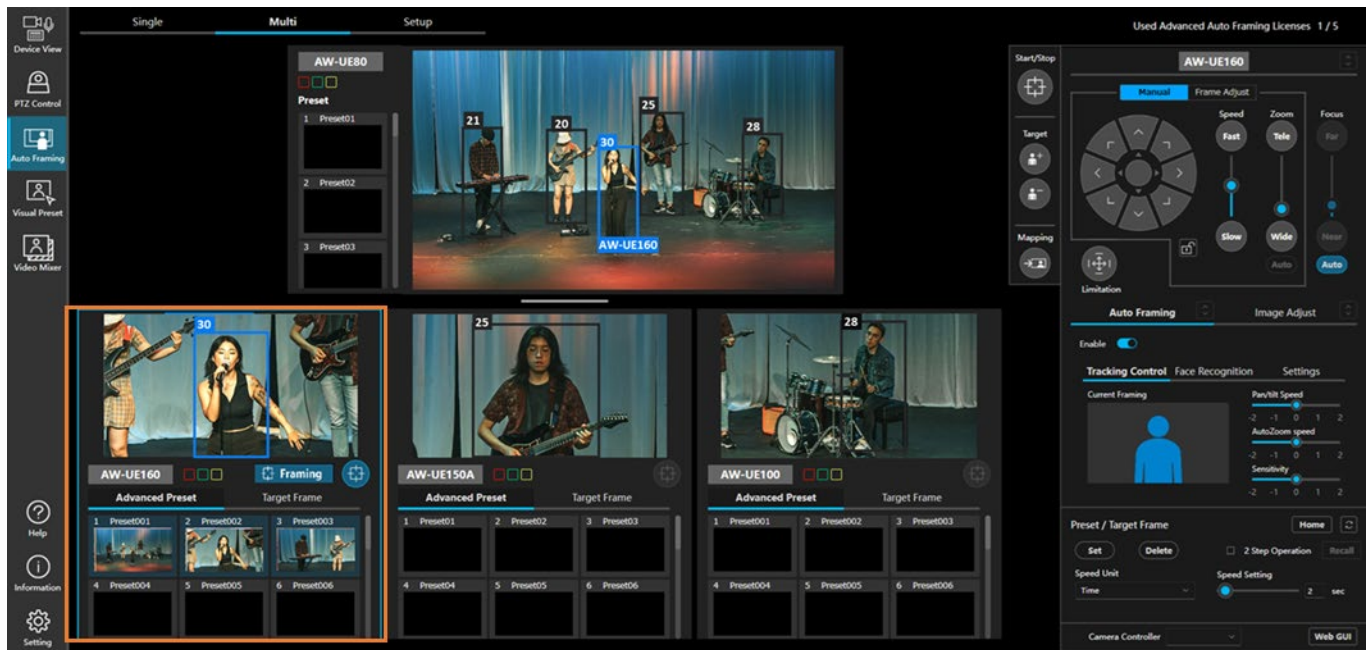 Device View
PTZ Control
Auto Framing
Visual Preset
Video Mixer
Help
Information
Setting
Single Multi Setup
Used Advanced Auto Framing Licenses 1 / 5
AW-UE80
Preset
1 Preset01
2 Preset02
3 Preset03
21
20
30
25
28
AW-UE160
Start/Stop
Target
Mapping
30
AW-UE160
Framing
Advanced Preset Target Frame
1 Preset001 2 Preset002 3 Preset003
4 Preset004 5 Preset005 6 Preset006
25
AW-UE150A
Advanced Preset Target Frame
1 Preset01 2 Preset02 3 Preset03
4 Preset04 5 Preset05 6 Preset06
28
AW-UE100
Advanced Preset Target Frame
1 Preset001 2 Preset002 3 Preset003
4 Preset004 5 Preset005 6 Preset006
AW-UE160
Manual Frame Adjust
Speed Zoom Focus
Fast Tele Far
Slow Wide Near
Auto Auto
Limitation
Auto Framing Image Adjust
Enable
Tracking Control Face Recognition Settings
Current Framing
Pan/tilt Speed
-2 -1 0 1 2
AutoZoom speed
-2 -1 0 1 2
Sensitivity
-2 -1 0 1 2
Preset / Target Frame Home
Set Delete 2 Step Operation Recall
Speed Unit Speed Setting
Time 2 sec
Camera Controller Web GUI